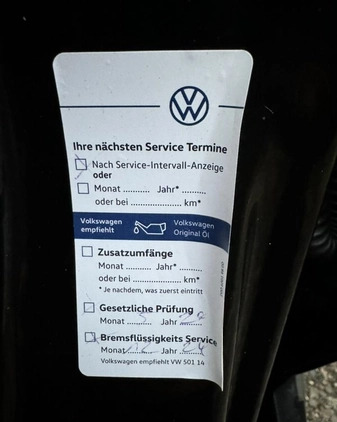 Ihre nächsten Service Termine
Nach Service-Intervall-Anzeige
oder
Monat ........... Jahr* ..........
oder bei ................ km*
Volkswagen empfiehlt
Volkswagen Original Öl
Zusatzumfänge
Monat ........... Jahr* ..........
oder bei ................ km*
* Je nachdem, was zuerst eintritt
Gesetzliche Prüfung
Monat Jahr
Bremsflüssigkeits Service
Monat 12 Jahr 24
Volkswagen empfiehlt VW 501 14